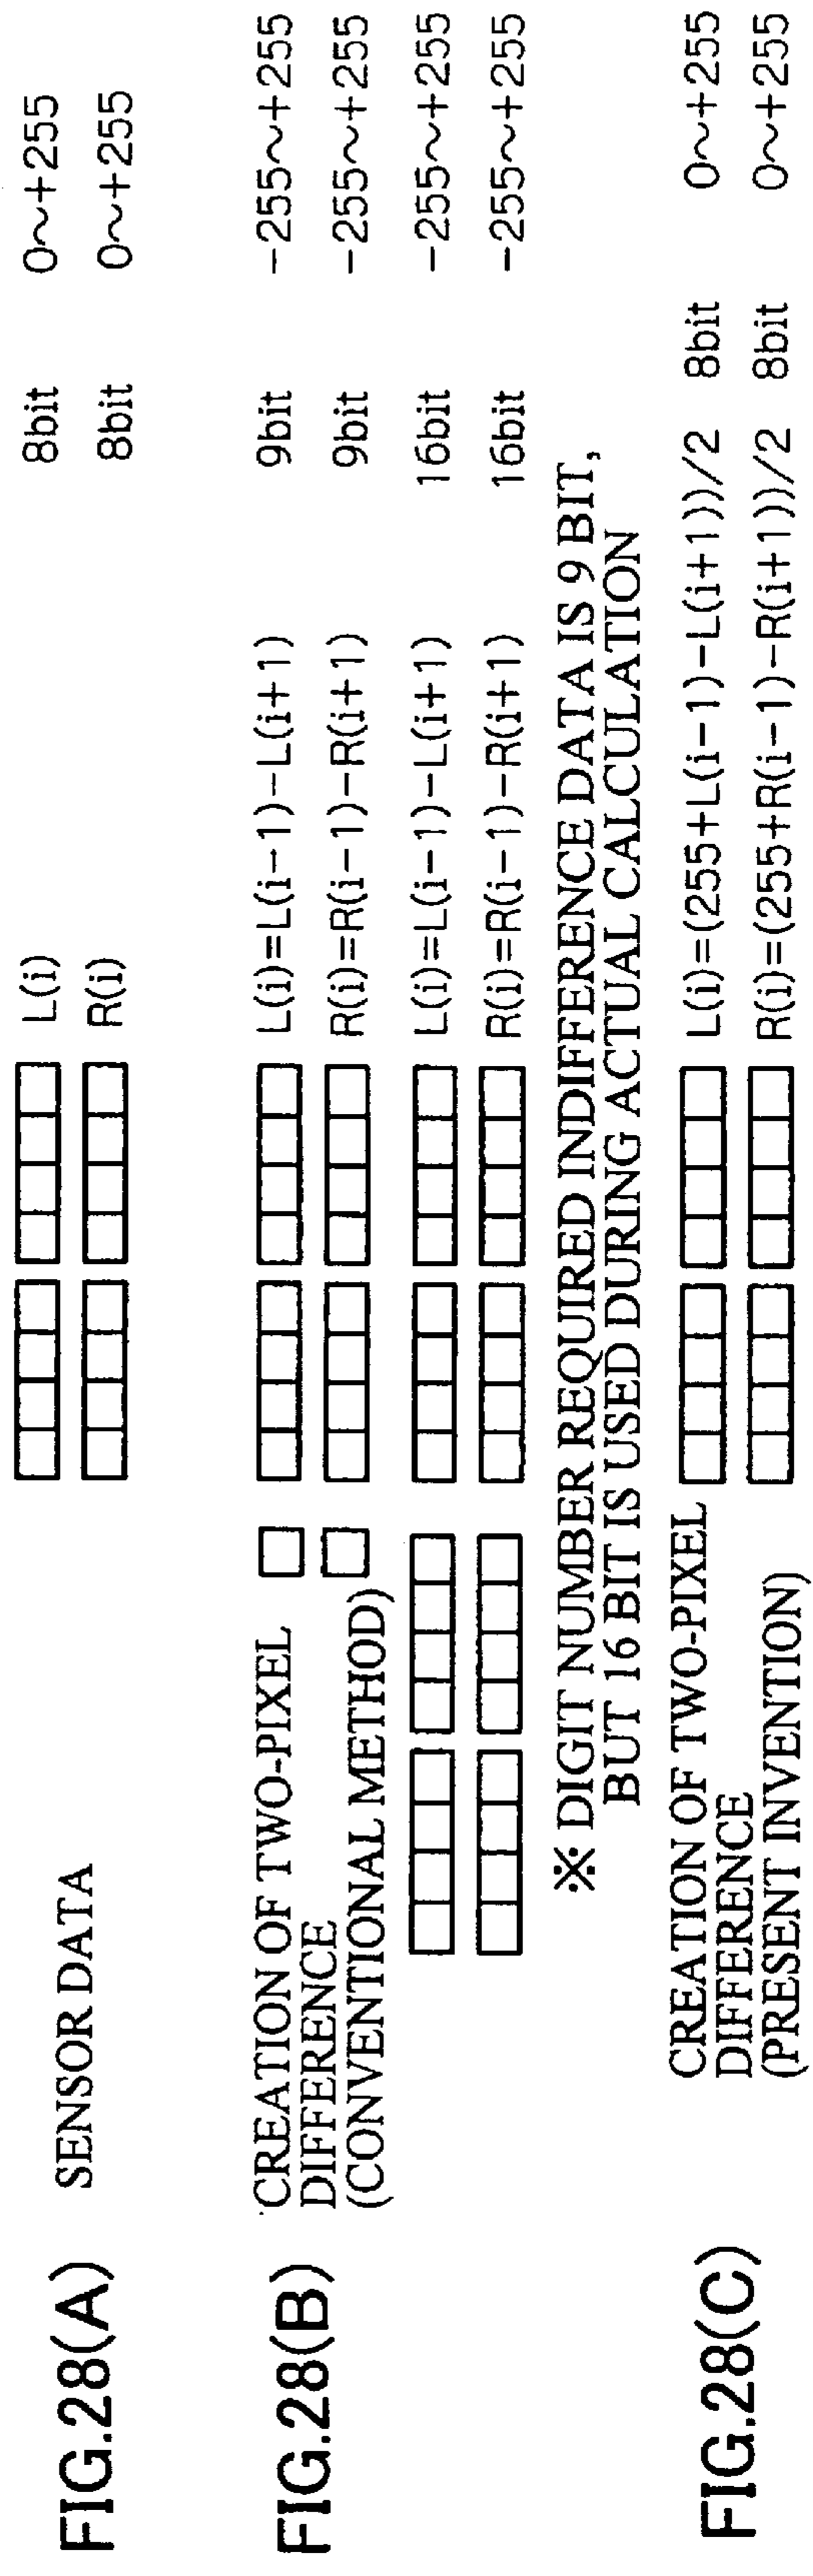 FIG.28(A) SENSOR DATA L(i) 8bit 0~+255
R(i) 8bit 0~+255
FIG.28(B) CREATION OF TWO-PIXEL L(i)=L(i-1)-L(i+1) 9bit -255~+255
DIFFERENCE R(i)=R(i-1)-R(i+1) 9bit -255~+255
(CONVENTIONAL METHOD)
L(i)=L(i-1)-L(i+1) 16bit -255~+255
R(i)=R(i-1)-R(i+1) 16bit -255~+255
※ DIGIT NUMBER REQUIRED INDIFFERENCE DATA IS 9 BIT,
BUT 16 BIT IS USED DURING ACTUAL CALCULATION
FIG.28(C) CREATION OF TWO-PIXEL L(i)=(255+L(i-1)-L(i+1))/2 8bit 0~+255
DIFFERENCE
(PRESENT INVENTION) R(i)=(255+R(i-1)-R(i+1))/2 8bit 0~+255